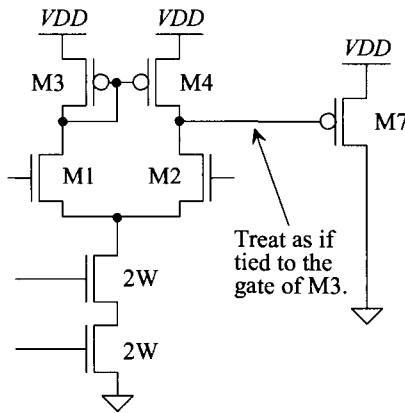 VDD
VDD
VDD
M3
M4
M7
M1
M2
Treat as if
tied to the
gate of M3.
2W
2W